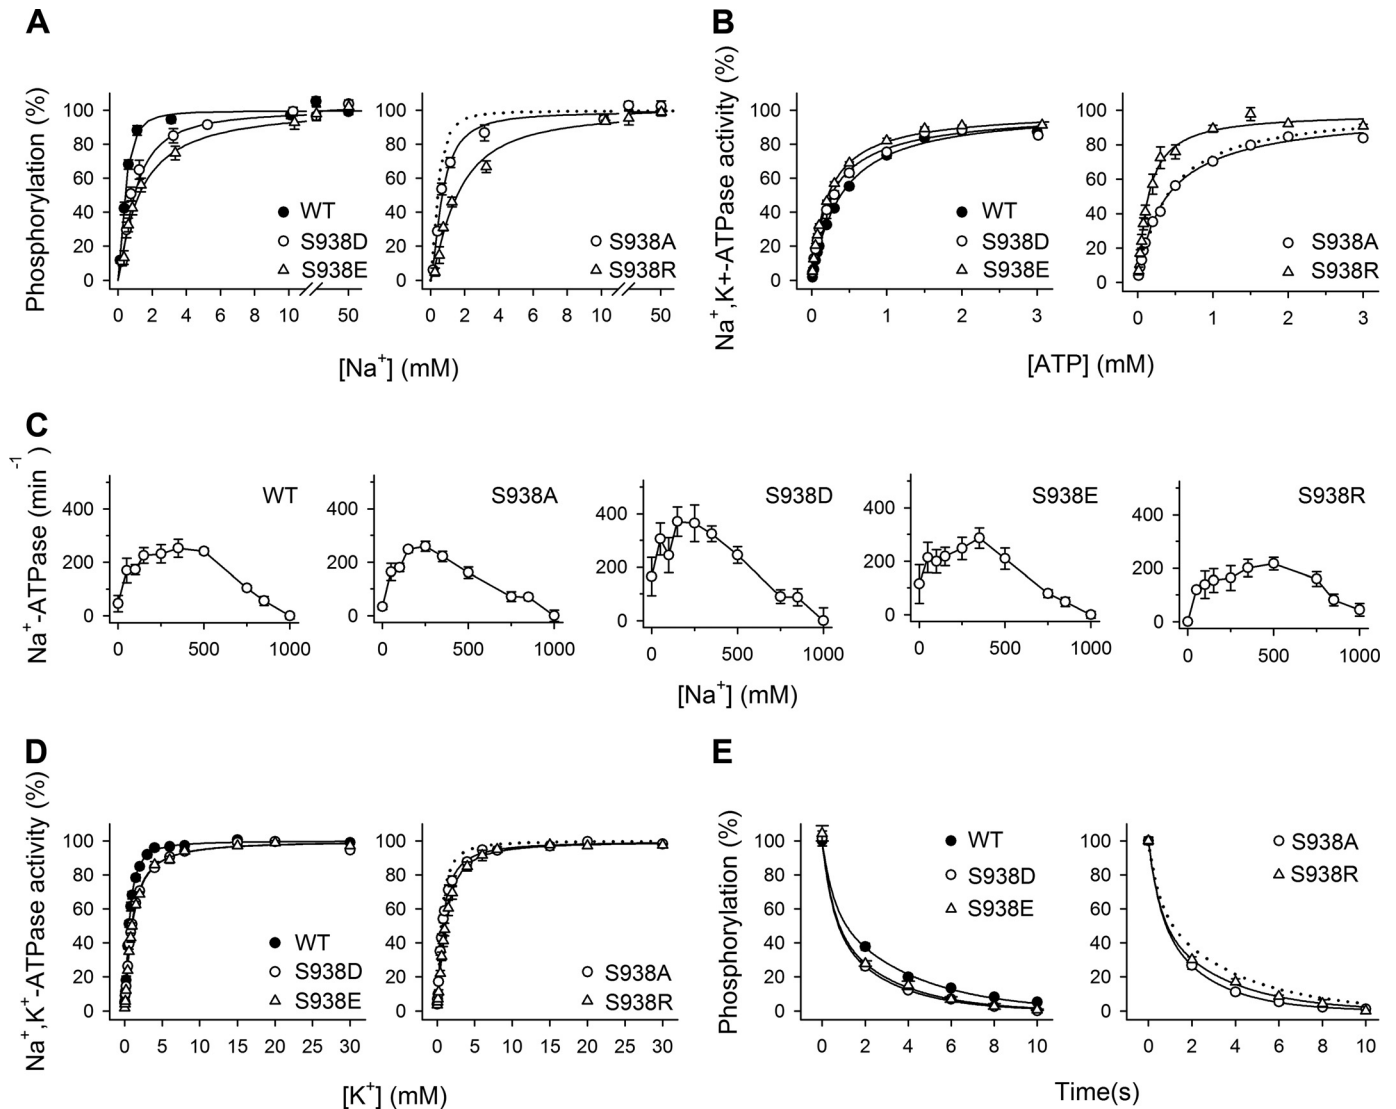 A
Phosphorylation (%)
100
80
60
40
20
0
WT
S938D
S938E
0 2 4 6 8 10 50
100
80
60
40
20
0
S938A
S938R
0 2 4 6 8 10 50
[Na+] (mM)
B
Na+,K+-ATPase activity (%)
100
80
60
40
20
0
WT
S938D
S938E
0 1 2 3
100
80
60
40
20
0
S938A
S938R
0 1 2 3
[ATP] (mM)
C
Na+-ATPase (min-1)
400
200
0
WT
0 500 1000
400
200
0
S938A
0 500 1000
400
200
0
S938D
0 500 1000
400
200
0
S938E
0 500 1000
400
200
0
S938R
0 500 1000
[Na+] (mM)
D
Na+,K+-ATPase activity (%)
100
80
60
40
20
0
WT
S938D
S938E
0 5 10 15 20 25 30
100
80
60
40
20
0
S938A
S938R
0 5 10 15 20 25 30
[K+] (mM)
E
Phosphorylation (%)
100
80
60
40
20
0
WT
S938D
S938E
0 2 4 6 8 10
100
80
60
40
20
0
S938A
S938R
0 2 4 6 8 10
Time(s)